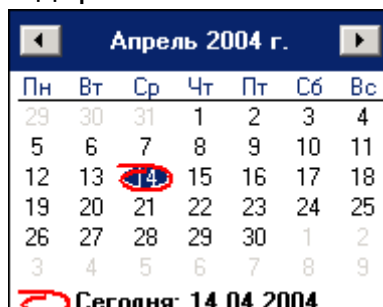 Апрель 2004 г.
Пн Вт Ср Чт Пт Сб Вс
29 30 31 1 2 3 4
5 6 7 8 9 10 11
12 13 14 15 16 17 18
19 20 21 22 23 24 25
26 27 28 29 30 1 2
3 4 5 6 7 8 9
Сегодня: 14.04.2004